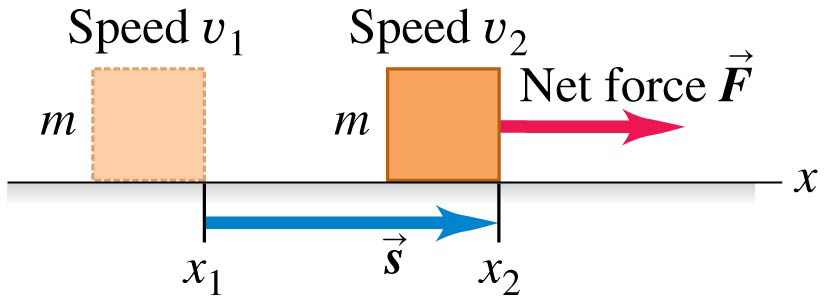 Speed v₁
Speed v₂
Net force F⃗
m
m
x
s⃗
x₁
x₂